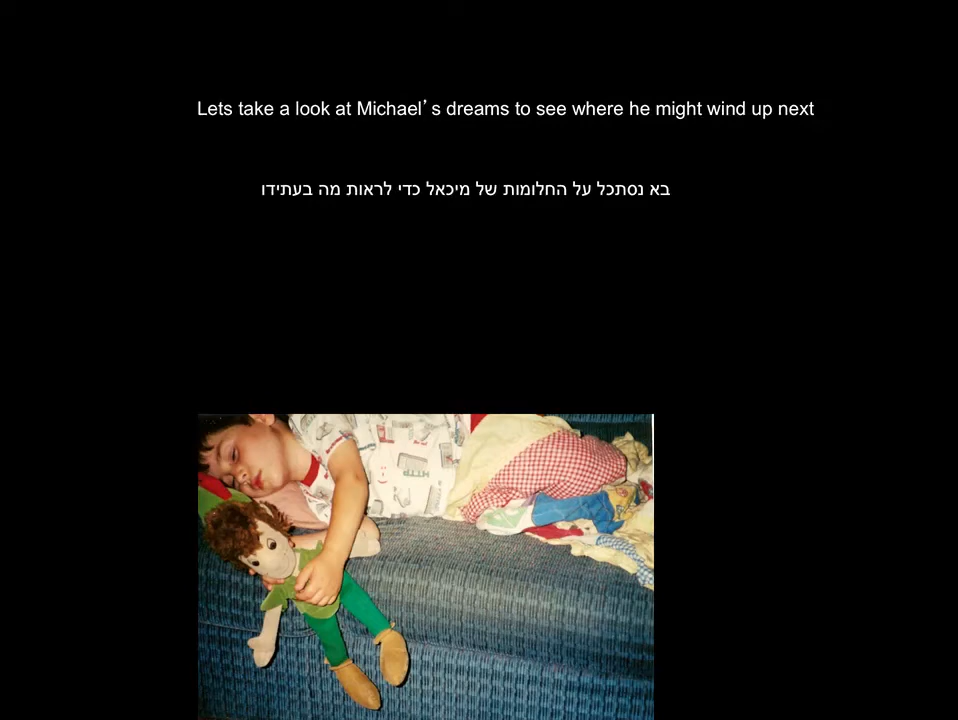 Lets take a look at Michael’s dreams to see where he might wind up next
בא נסתכל על החלומות של מיכאל כדי לראות מה בעתידו